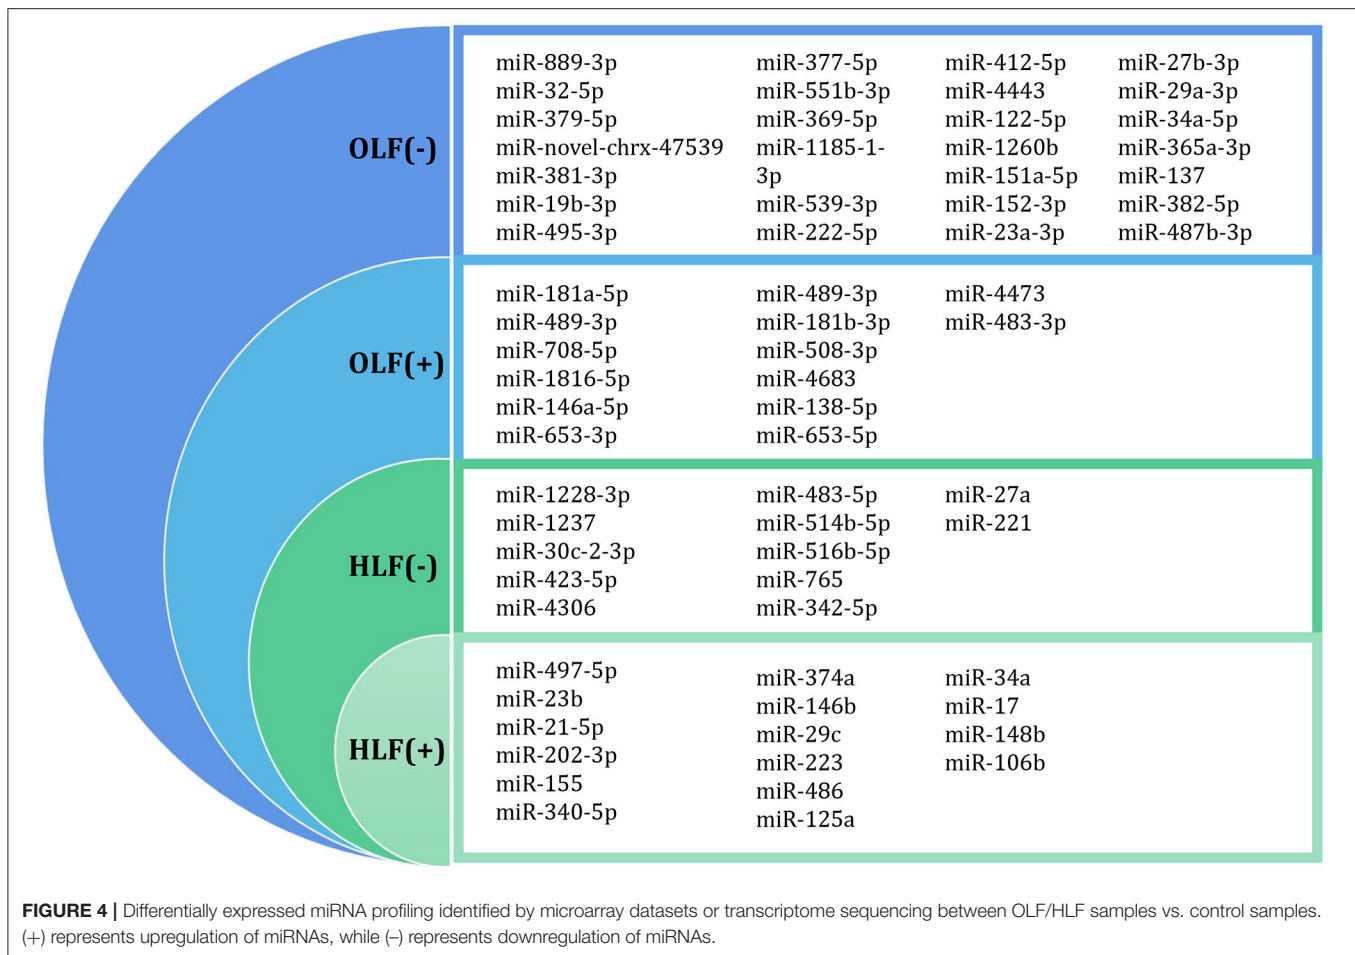 OLF(-)
miR-889-3p
miR-32-5p
miR-379-5p
miR-novel-chrx-47539
miR-381-3p
miR-19b-3p
miR-495-3p
miR-377-5p
miR-551b-3p
miR-369-5p
miR-1185-1-
3p
miR-539-3p
miR-222-5p
miR-412-5p
miR-4443
miR-122-5p
miR-1260b
miR-151a-5p
miR-152-3p
miR-23a-3p
miR-27b-3p
miR-29a-3p
miR-34a-5p
miR-365a-3p
miR-137
miR-382-5p
miR-487b-3p
OLF(+)
miR-181a-5p
miR-489-3p
miR-708-5p
miR-1816-5p
miR-146a-5p
miR-653-3p
miR-489-3p
miR-181b-3p
miR-508-3p
miR-4683
miR-138-5p
miR-653-5p
miR-4473
miR-483-3p
HLF(-)
miR-1228-3p
miR-1237
miR-30c-2-3p
miR-423-5p
miR-4306
miR-483-5p
miR-514b-5p
miR-516b-5p
miR-765
miR-342-5p
miR-27a
miR-221
HLF(+)
miR-497-5p
miR-23b
miR-21-5p
miR-202-3p
miR-155
miR-340-5p
miR-374a
miR-146b
miR-29c
miR-223
miR-486
miR-125a
miR-34a
miR-17
miR-148b
miR-106b
FIGURE 4 | Differentially expressed miRNA profiling identified by microarray datasets or transcriptome sequencing between OLF/HLF samples vs. control samples.
(+) represents upregulation of miRNAs, while (–) represents downregulation of miRNAs.